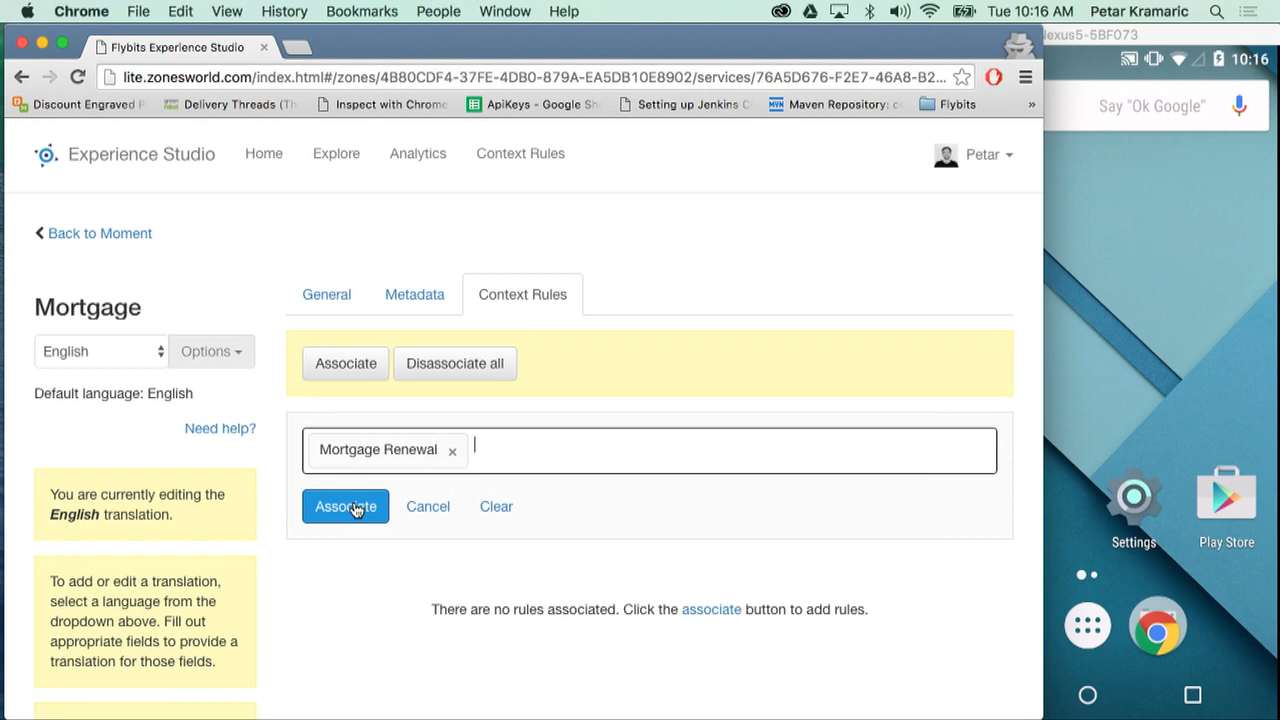 Chrome File Edit View History Bookmarks People Window Help Tue 10:16 AM Petar Kramaric
Nexus5-5BF073
Flybits Experience Studio ×
10:16
lite.zonesworld.com/index.html#/zones/4B80CDF4-37FE-4DB0-879A-EA5DB10E8902/services/76A5D676-F2E7-46A8-B2...
Say "Ok Google"
Discount Engraved Delivery Threads (Th Inspect with Chrome ApiKeys - Google Sh Setting up Jenkins Maven Repository: Flybits »
Experience Studio Home Explore Analytics Context Rules Petar
Back to Moment
General Metadata Context Rules
Mortgage
English Options
Associate Disassociate all
Default language: English
Need help?
Mortgage Renewal ×
Associate Cancel Clear
You are currently editing the
English translation.
Settings Play Store
To add or edit a translation,
select a language from the
dropdown above. Fill out
appropriate fields to provide a
translation for those fields.
There are no rules associated. Click the associate button to add rules.